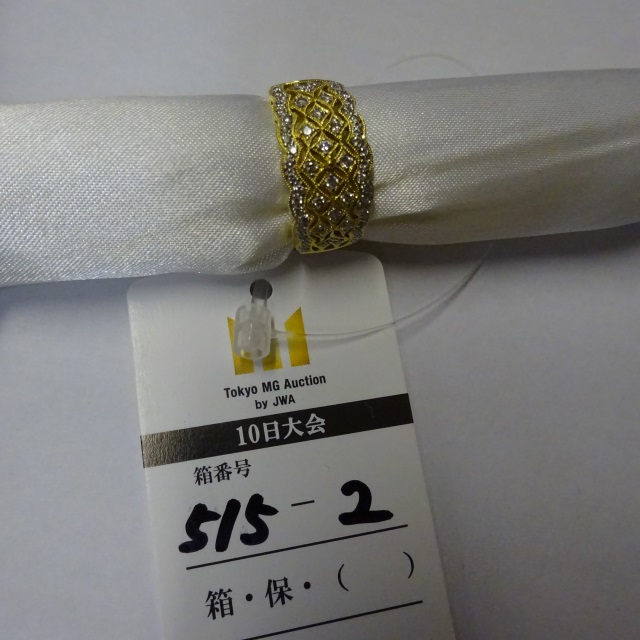 Tokyo MG Auction
by JWA
10日大会
箱番号
515-2
箱・保・（　　）